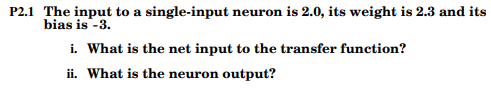 P2.1 The input to a single-input neuron is 2.0, its weight is 2.3 and its
bias is -3.
i. What is the net input to the transfer function?
ii. What is the neuron output?